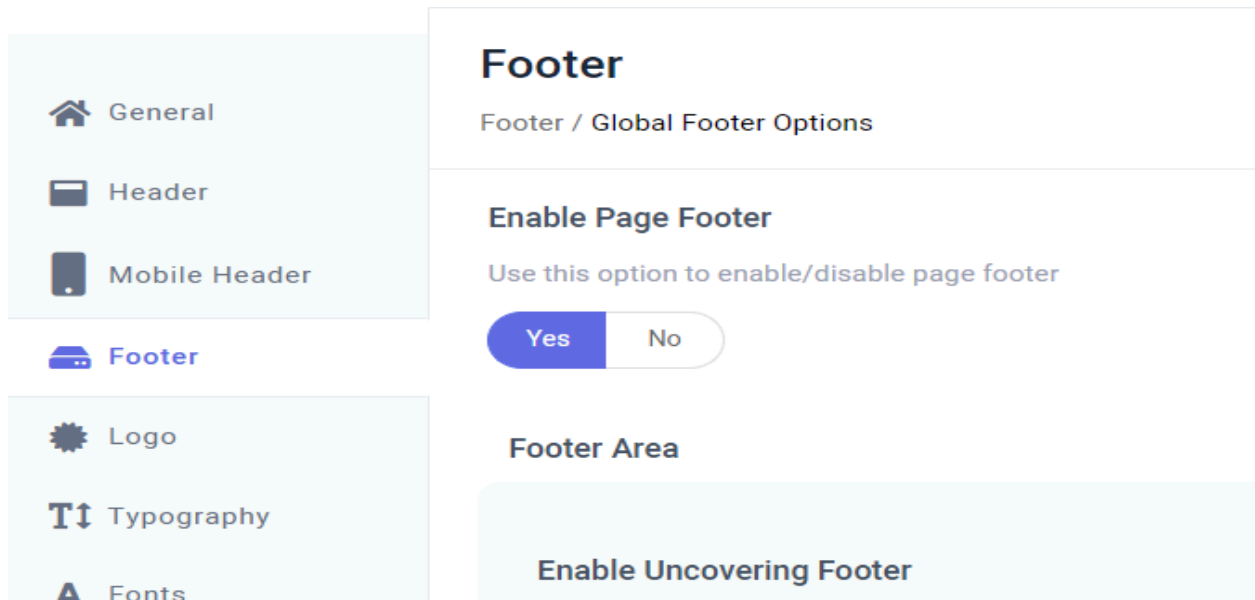 General
Header
Mobile Header
Footer
Logo
Typography
Fonts
Footer
Footer / Global Footer Options
Enable Page Footer
Use this option to enable/disable page footer
Yes No
Footer Area
Enable Uncovering Footer